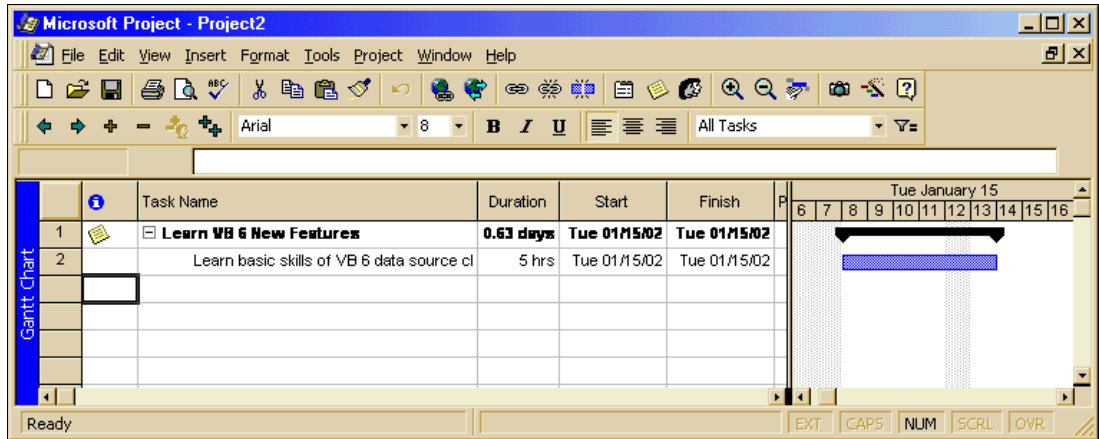 Microsoft Project - Project2
File Edit View Insert Format Tools Project Window Help
ABC
Arial 8 B I U All Tasks
Tue January 15
Task Name Duration Start Finish P
6 7 8 9 10 11 12 13 14 15 16
1 Learn VB 6 New Features 0.63 days Tue 01/15/02 Tue 01/15/02
2 Learn basic skills of VB 6 data source cl 5 hrs Tue 01/15/02 Tue 01/15/02
Gantt Chart
Ready EXT CAPS NUM SCRL OVR